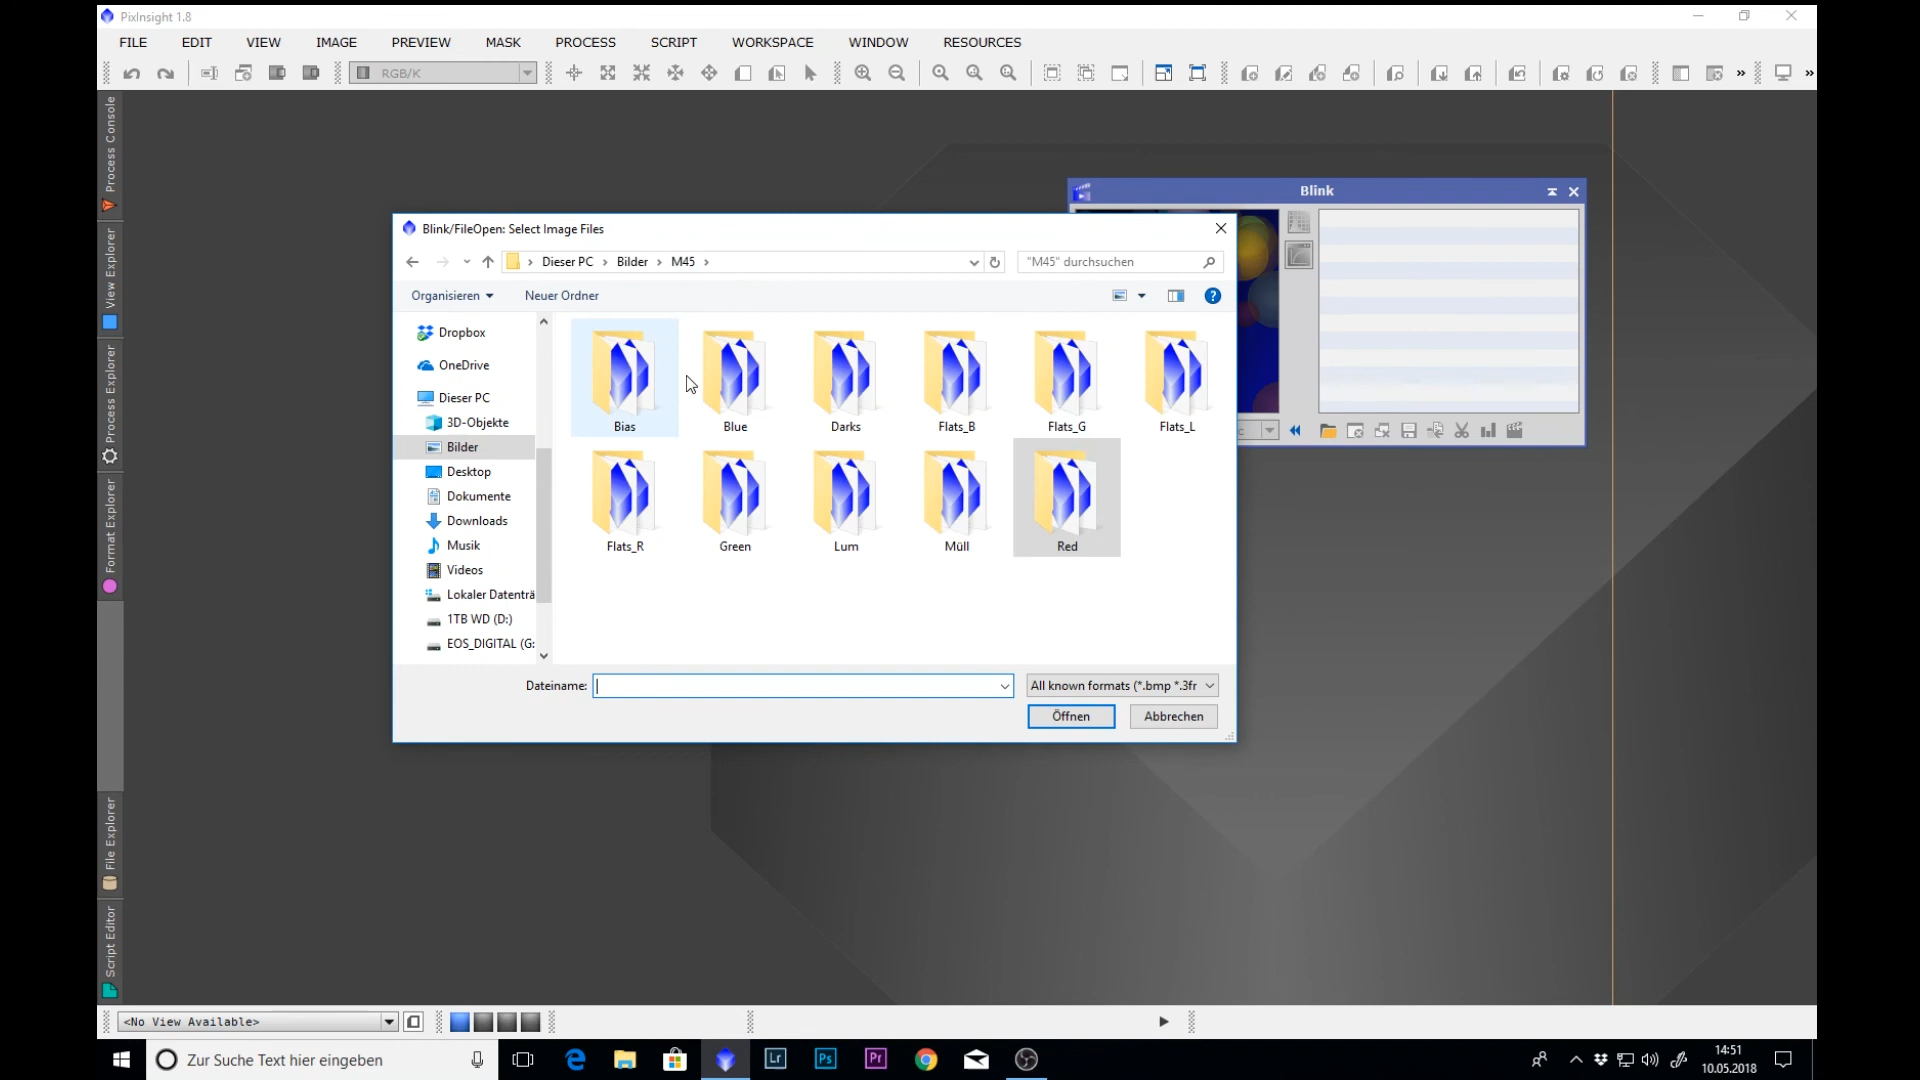 PixInsight 1.8
FILE EDIT VIEW IMAGE PREVIEW MASK PROCESS SCRIPT WORKSPACE WINDOW RESOURCES
RGB/K
Process Console
View Explorer
Process Explorer
Format Explorer
File Explorer
Script Editor
Blink
Blink/FileOpen: Select Image Files
Dieser PC › Bilder › M45 ›
"M45" durchsuchen
Organisieren
Neuer Ordner
Dropbox
OneDrive
Dieser PC
3D-Objekte
Bilder
Desktop
Dokumente
Downloads
Musik
Videos
Lokaler Datenträ
1TB WD (D:)
EOS_DIGITAL (G:
Bias Blue Darks Flats_B Flats_G Flats_L
Flats_R Green Lum Müll Red
Dateiname:
All known formats (*.bmp *.3fr
Öffnen Abbrechen
<No View Available>
Zur Suche Text hier eingeben
Lr Ps Pr
14:51
10.05.2018